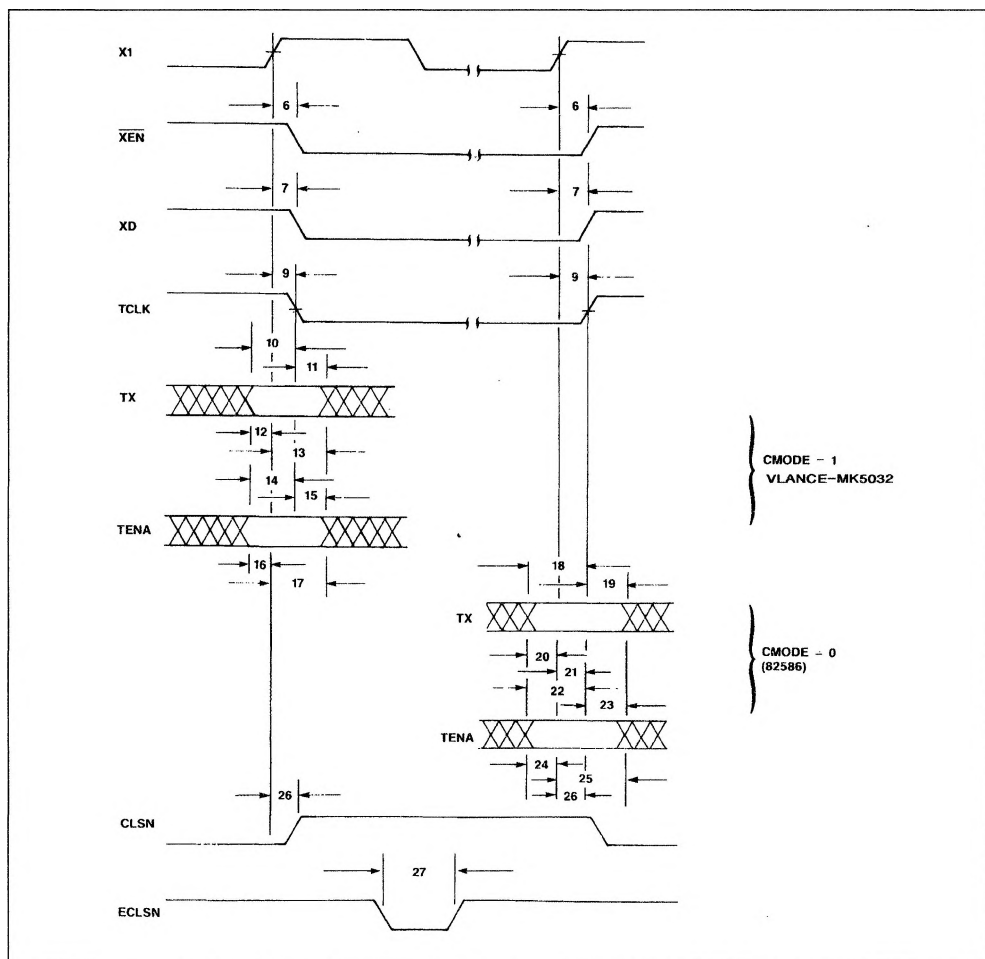 X1
6 6
XEN
7 7
XD
9 9
TCLK
10
11
TX
12
13
14
15
CMODE - 1
VLANCE-MK5032
TENA
16
17
18
19
TX
20
21
22
23
CMODE - 0
(82586)
TENA
24
25
26 26
CLSN
27
ECLSN